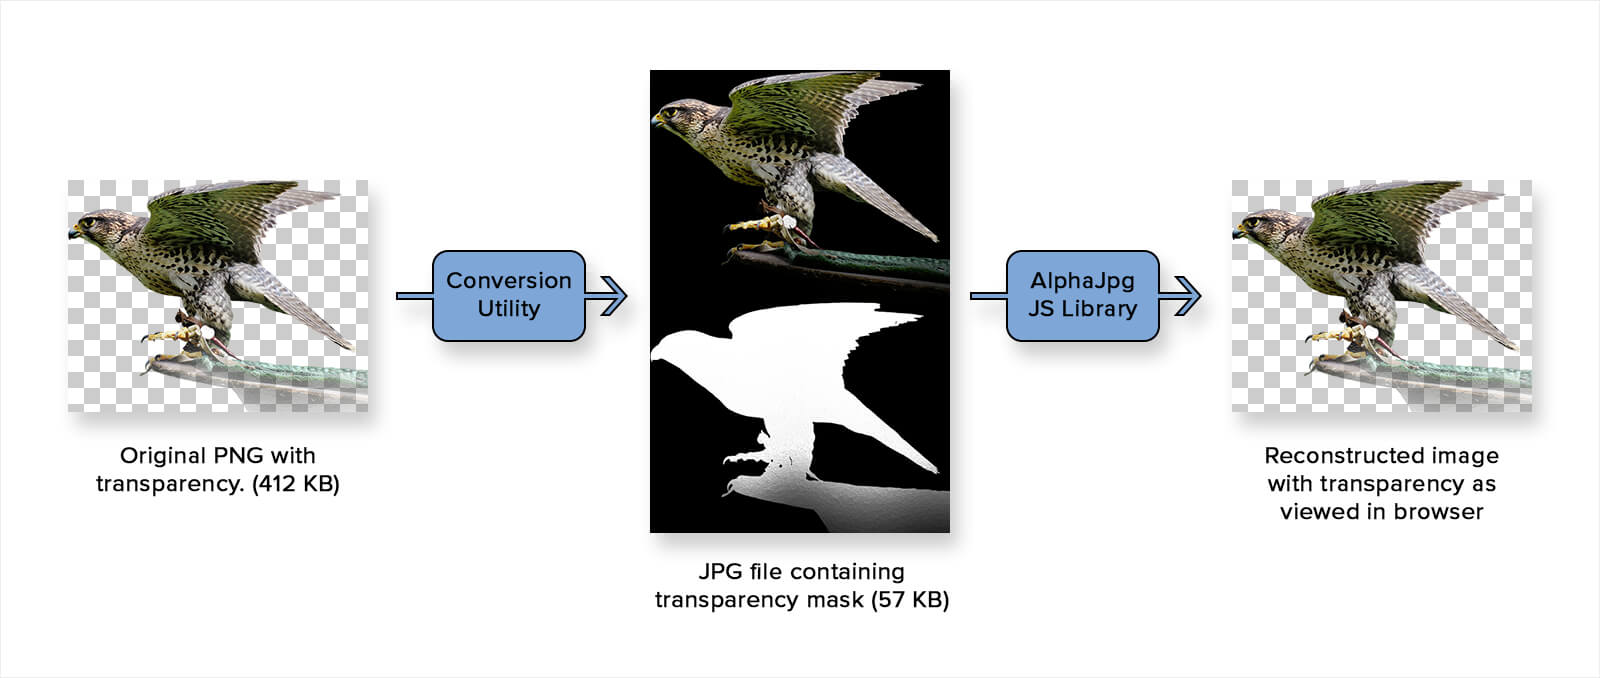 Original PNG with
transparency. (412 KB)
Conversion
Utility
JPG file containing
transparency mask (57 KB)
AlphaJpg
JS Library
Reconstructed image
with transparency as
viewed in browser